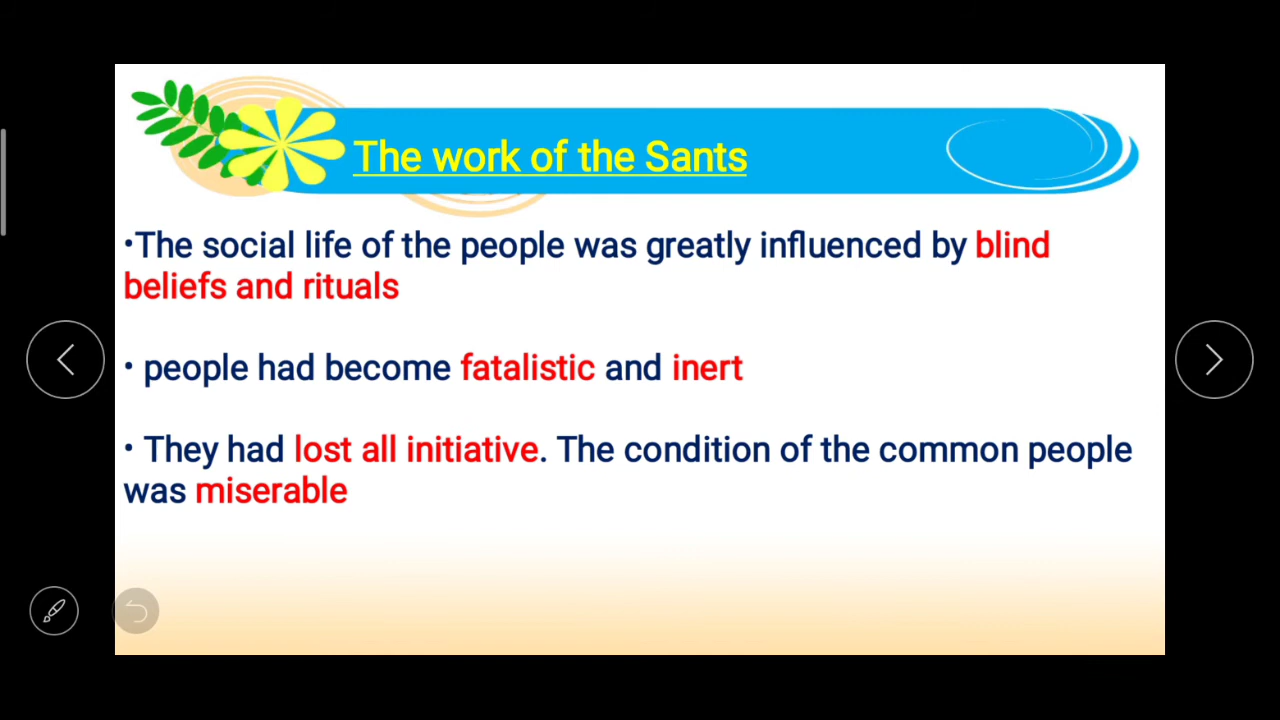 The work of the Sants
•The social life of the people was greatly influenced by blind
beliefs and rituals
• people had become fatalistic and inert
• They had lost all initiative. The condition of the common people
was miserable